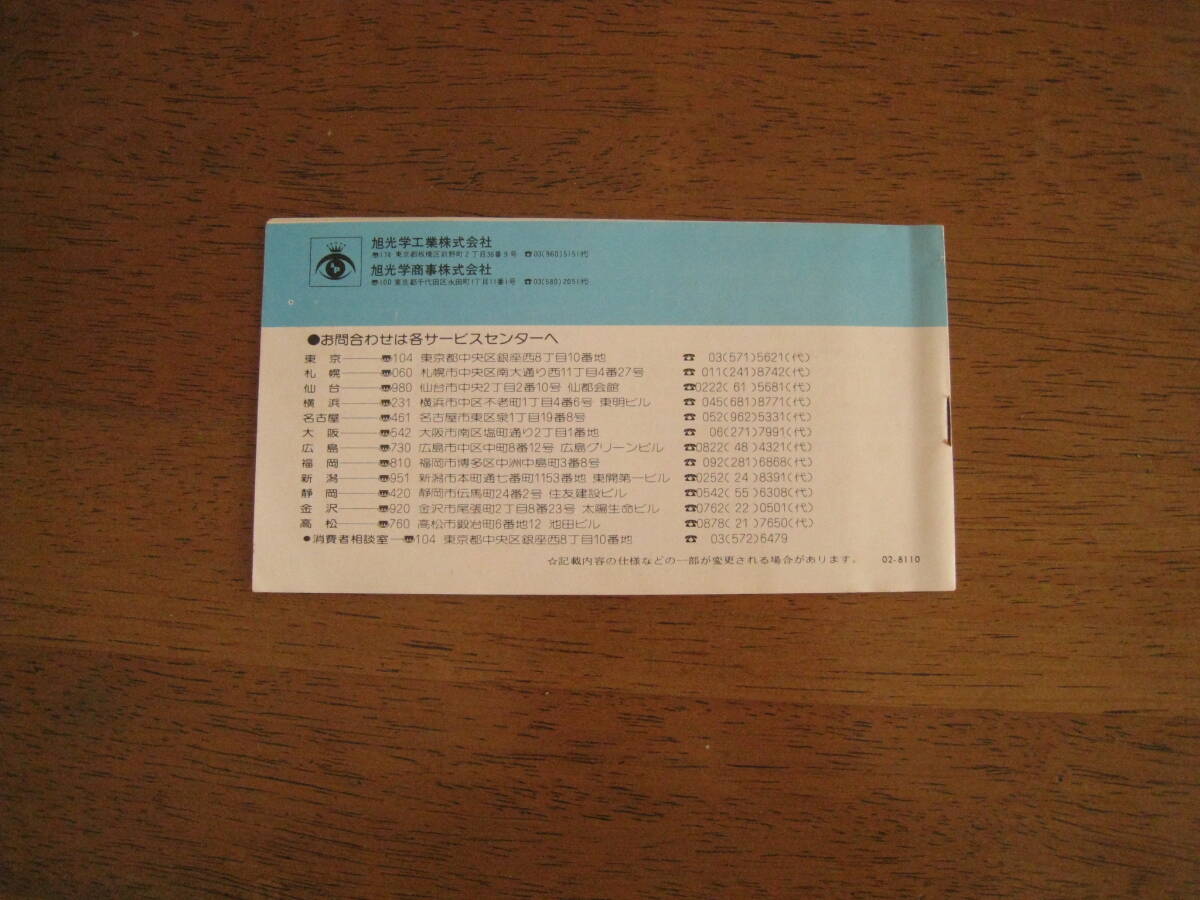 旭光学工業株式会社
〠174 東京都板橋区前野町2丁目36番9号 ☎03(960)5151代
旭光学商事株式会社
〠100 東京都千代田区永田町1丁目11番1号 ☎03(580)2051代
●お問合わせは各サービスセンターへ
東京──〠104 東京都中央区銀座西8丁目10番地 ☎ 03(571)5621(代)
札幌──〠060 札幌市中央区南大通り西11丁目4番27号 ☎ 011(241)8742(代)
仙台──〠980 仙台市中央2丁目2番10号 仙都会館 ☎0222( 61 )5681(代)
横浜──〠231 横浜市中区不老町1丁目4番6号 東明ビル ☎ 045(681)8771(代)
名古屋──〠461 名古屋市東区泉1丁目19番8号 ☎ 052(962)5331(代)
大阪──〠542 大阪市南区塩町通り2丁目1番地 ☎ 06(271)7991(代)
広島──〠730 広島市中区中町8番12号 広島グリーンビル ☎0822( 48 )4321(代)
福岡──〠810 福岡市博多区中洲中島町3番8号 ☎ 092(281)6868(代)
新潟──〠951 新潟市本町通七番町1153番地 東開第一ビル ☎0252( 24 )8391(代)
静岡──〠420 静岡市伝馬町24番2号 住友建設ビル ☎0542( 55 )6308(代)
金沢──〠920 金沢市尾張町2丁目8番23号 太陽生命ビル ☎0762( 22 )0501(代)
高松──〠760 高松市鍛冶町6番地12 池田ビル ☎0878( 21 )7650(代)
●消費者相談室─〠104 東京都中央区銀座西8丁目10番地 ☎ 03(572)6479
☆記載内容の仕様などの一部が変更される場合があります。 02-8110